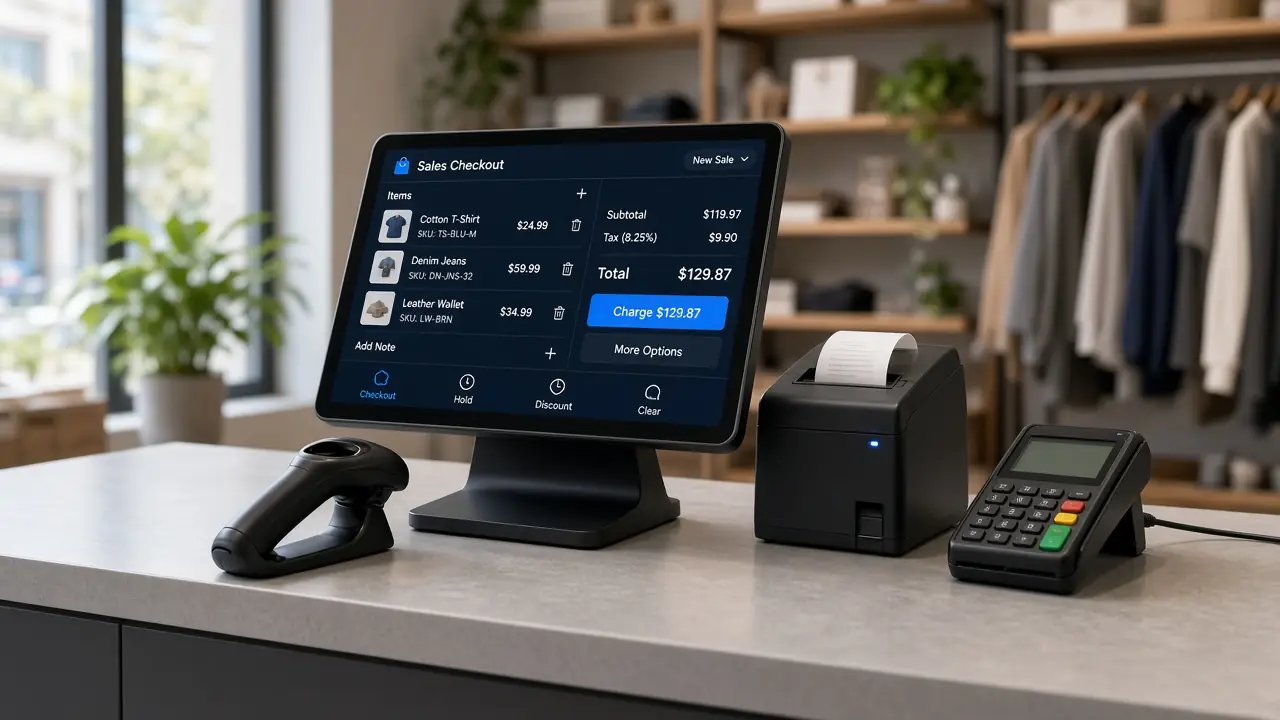 Sales Checkout
New Sale
Items
Cotton T-Shirt
SKU: TS-BLU-M
$24.99
Denim Jeans
SKU: DN-JNS-32
$59.99
Leather Wallet
SKU: LW-BRN
$34.99
Add Note
Subtotal $119.97
Tax (8.25%) $9.90
Total $129.87
Charge $129.87
More Options
Checkout
Hold
Discount
Clear